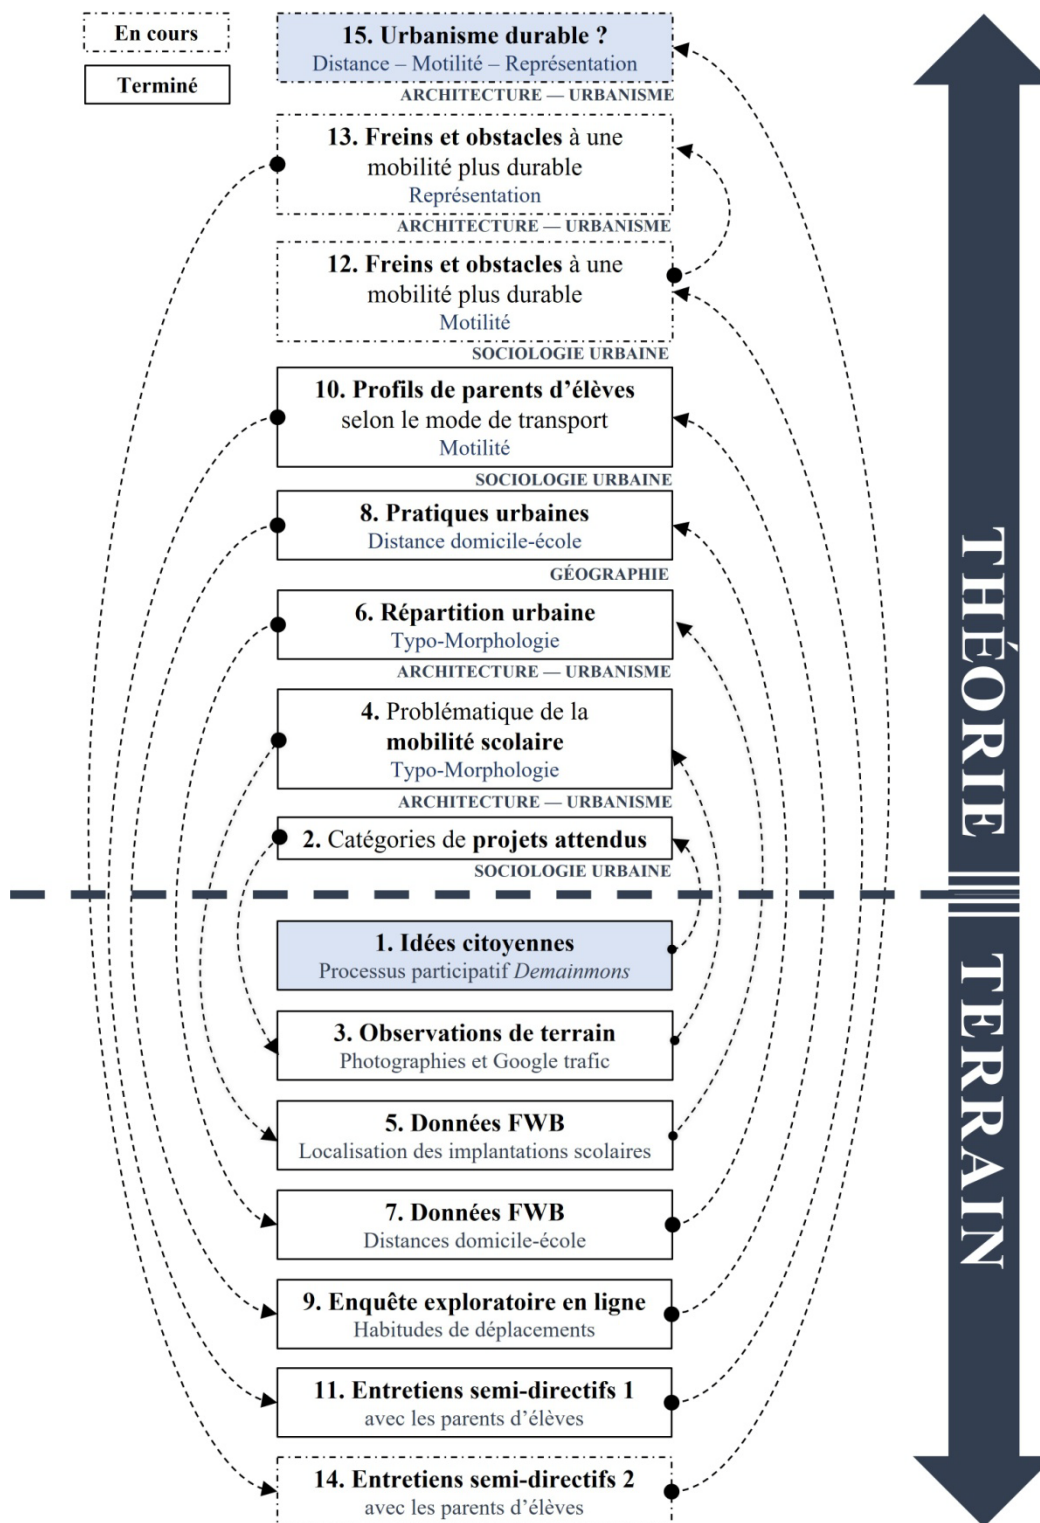 En cours
Terminé
15. Urbanisme durable ?
Distance – Motilité – Représentation
ARCHITECTURE — URBANISME
13. Freins et obstacles à une
mobilité plus durable
Représentation
ARCHITECTURE — URBANISME
12. Freins et obstacles à une
mobilité plus durable
Motilité
SOCIOLOGIE URBAINE
10. Profils de parents d’élèves
selon le mode de transport
Motilité
SOCIOLOGIE URBAINE
8. Pratiques urbaines
Distance domicile-école
GÉOGRAPHIE
6. Répartition urbaine
Typo-Morphologie
ARCHITECTURE — URBANISME
4. Problématique de la
mobilité scolaire
Typo-Morphologie
ARCHITECTURE — URBANISME
2. Catégories de projets attendus
SOCIOLOGIE URBAINE
THÉORIE
1. Idées citoyennes
Processus participatif Demainmons
3. Observations de terrain
Photographies et Google trafic
5. Données FWB
Localisation des implantations scolaires
7. Données FWB
Distances domicile-école
9. Enquête exploratoire en ligne
Habitudes de déplacements
11. Entretiens semi-directifs 1
avec les parents d’élèves
14. Entretiens semi-directifs 2
avec les parents d’élèves
TERRAIN